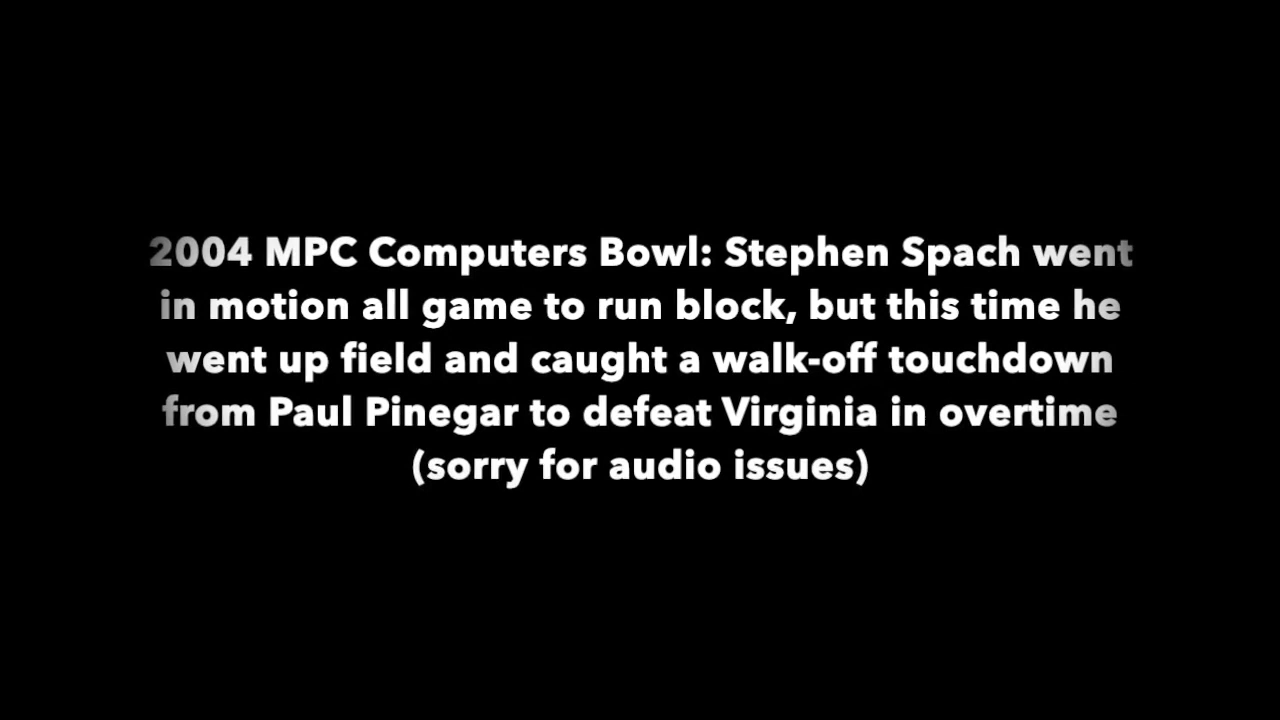 2004 MPC Computers Bowl: Stephen Spach went
in motion all game to run block, but this time he
went up field and caught a walk-off touchdown
from Paul Pinegar to defeat Virginia in overtime
(sorry for audio issues)